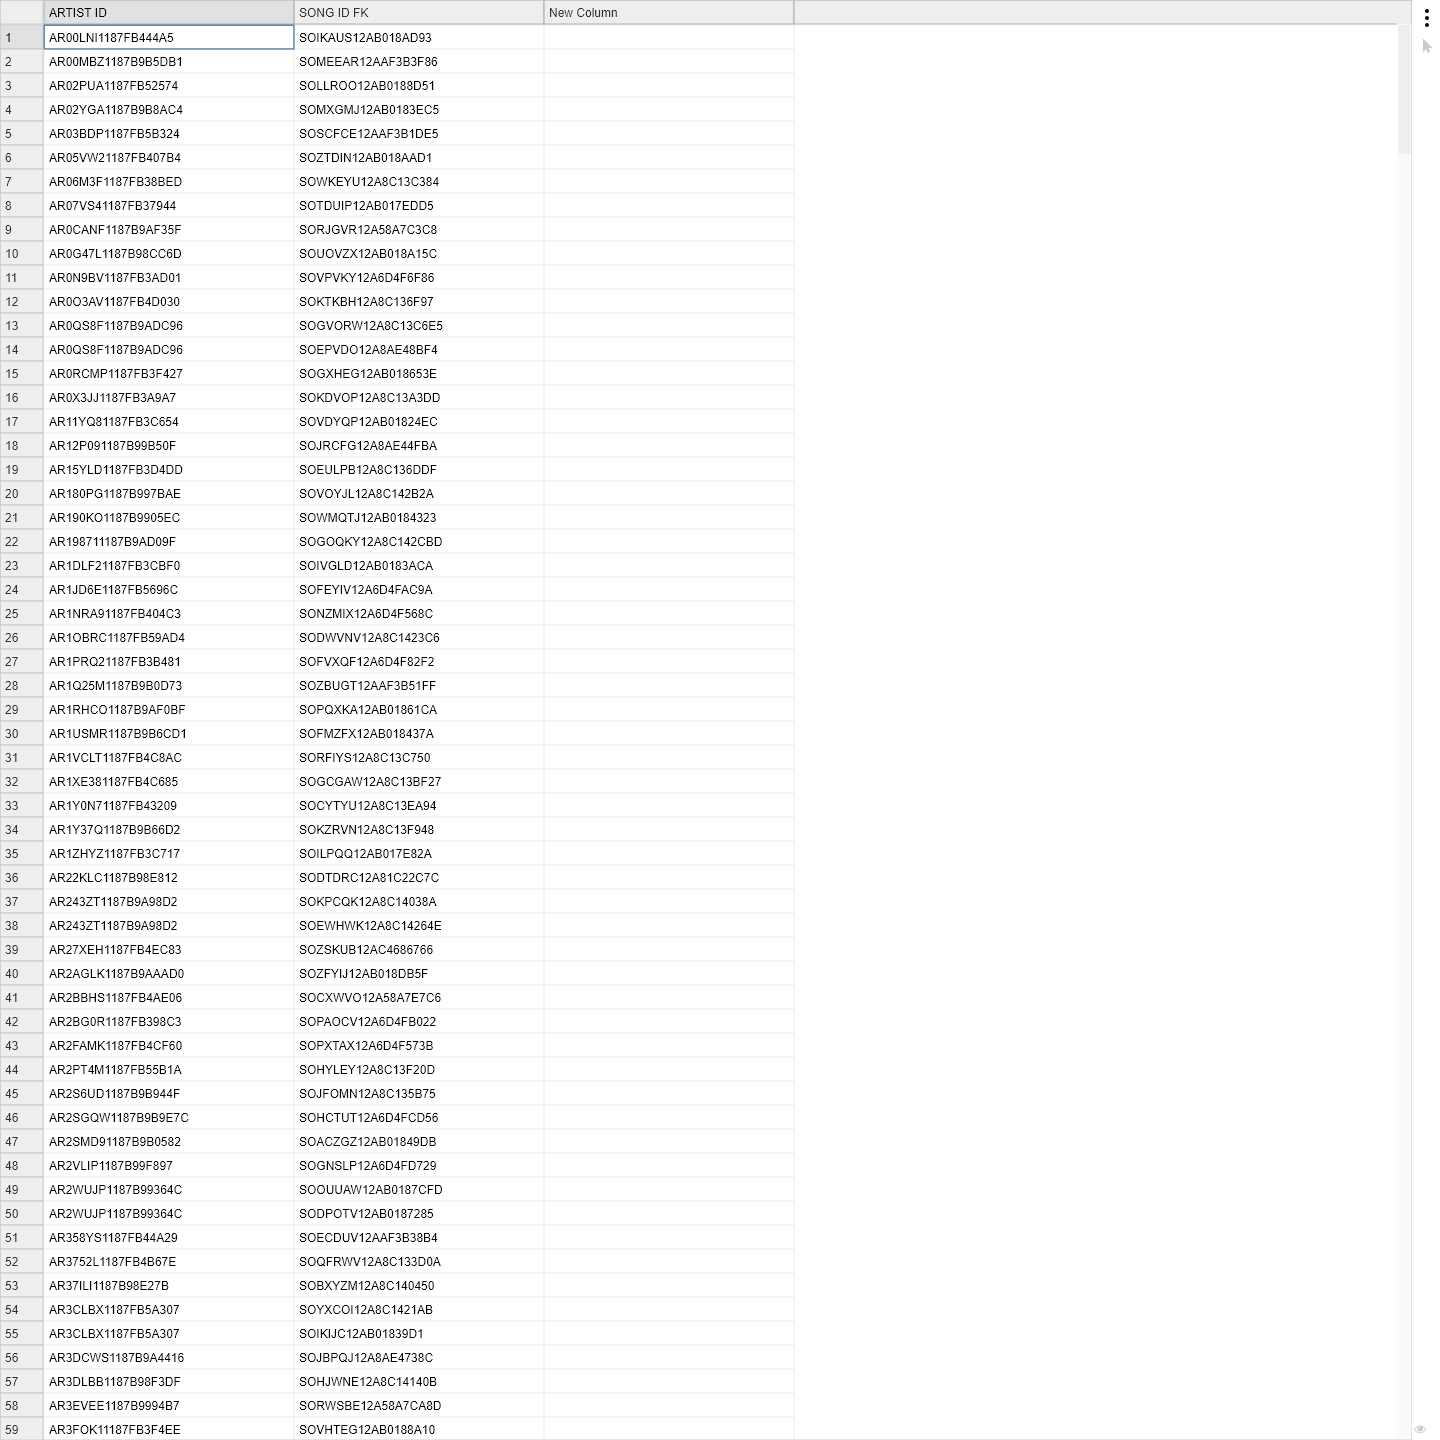 ARTIST ID SONG ID FK New Column
1 AR00LNI1187FB444A5 SOIKAUS12AB018AD93
2 AR00MBZ1187B9B5DB1 SOMEEAR12AAF3B3F86
3 AR02PUA1187FB52574 SOLLROO12AB0188D51
4 AR02YGA1187B9B8AC4 SOMXGMJ12AB0183EC5
5 AR03BDP1187FB5B324 SOSCFCE12AAF3B1DE5
6 AR05VW21187FB407B4 SOZTDIN12AB018AAD1
7 AR06M3F1187FB38BED SOWKEYU12A8C13C384
8 AR07VS41187FB37944 SOTDUIP12AB017EDD5
9 AR0CANF1187B9AF35F SORJGVR12A58A7C3C8
10 AR0G47L1187B98CC6D SOUOVZX12AB018A15C
11 AR0N9BV1187FB3AD01 SOVPVKY12A6D4F6F86
12 AR0O3AV1187FB4D030 SOKTKBH12A8C136F97
13 AR0QS8F1187B9ADC96 SOGVORW12A8C13C6E5
14 AR0QS8F1187B9ADC96 SOEPVDO12A8AE48BF4
15 AR0RCMP1187FB3F427 SOGXHEG12AB018653E
16 AR0X3JJ1187FB3A9A7 SOKDVOP12A8C13A3DD
17 AR11YQ81187FB3C654 SOVDYQP12AB01824EC
18 AR12P091187B99B50F SOJRCFG12A8AE44FBA
19 AR15YLD1187FB3D4DD SOEULPB12A8C136DDF
20 AR180PG1187B997BAE SOVOYJL12A8C142B2A
21 AR190KO1187B9905EC SOWMQTJ12AB0184323
22 AR198711187B9AD09F SOGOQKY12A8C142CBD
23 AR1DLF21187FB3CBF0 SOIVGLD12AB0183ACA
24 AR1JD6E1187FB5696C SOFEYIV12A6D4FAC9A
25 AR1NRA91187FB404C3 SONZMIX12A6D4F568C
26 AR1OBRC1187FB59AD4 SODWVNV12A8C1423C6
27 AR1PRQ21187FB3B481 SOFVXQF12A6D4F82F2
28 AR1Q25M1187B9B0D73 SOZBUGT12AAF3B51FF
29 AR1RHCO1187B9AF0BF SOPQXKA12AB01861CA
30 AR1USMR1187B9B6CD1 SOFMZFX12AB018437A
31 AR1VCLT1187FB4C8AC SORFIYS12A8C13C750
32 AR1XE381187FB4C685 SOGCGAW12A8C13BF27
33 AR1Y0N71187FB43209 SOCYTYU12A8C13EA94
34 AR1Y37Q1187B9B66D2 SOKZRVN12A8C13F948
35 AR1ZHYZ1187FB3C717 SOILPQQ12AB017E82A
36 AR22KLC1187B98E812 SODTDRC12A81C22C7C
37 AR243ZT1187B9A98D2 SOKPCQK12A8C14038A
38 AR243ZT1187B9A98D2 SOEWHWK12A8C14264E
39 AR27XEH1187FB4EC83 SOZSKUB12AC4686766
40 AR2AGLK1187B9AAAD0 SOZFYIJ12AB018DB5F
41 AR2BBHS1187FB4AE06 SOCXWVO12A58A7E7C6
42 AR2BG0R1187FB398C3 SOPAOCV12A6D4FB022
43 AR2FAMK1187FB4CF60 SOPXTAX12A6D4F573B
44 AR2PT4M1187FB55B1A SOHYLEY12A8C13F20D
45 AR2S6UD1187B9B944F SOJFOMN12A8C135B75
46 AR2SGQW1187B9B9E7C SOHCTUT12A6D4FCD56
47 AR2SMD91187B9B0582 SOACZGZ12AB01849DB
48 AR2VLIP1187B99F897 SOGNSLP12A6D4FD729
49 AR2WUJP1187B99364C SOOUUAW12AB0187CFD
50 AR2WUJP1187B99364C SODPOTV12AB0187285
51 AR358YS1187FB44A29 SOECDUV12AAF3B38B4
52 AR3752L1187FB4B67E SOQFRWV12A8C133D0A
53 AR37ILI1187B98E27B SOBXYZM12A8C140450
54 AR3CLBX1187FB5A307 SOYXCOI12A8C1421AB
55 AR3CLBX1187FB5A307 SOIKIJC12AB01839D1
56 AR3DCWS1187B9A4416 SOJBPQJ12A8AE4738C
57 AR3DLBB1187B98F3DF SOHJWNE12A8C14140B
58 AR3EVEE1187B9994B7 SORWSBE12A58A7CA8D
59 AR3FOK11187FB3F4EE SOVHTEG12AB0188A10